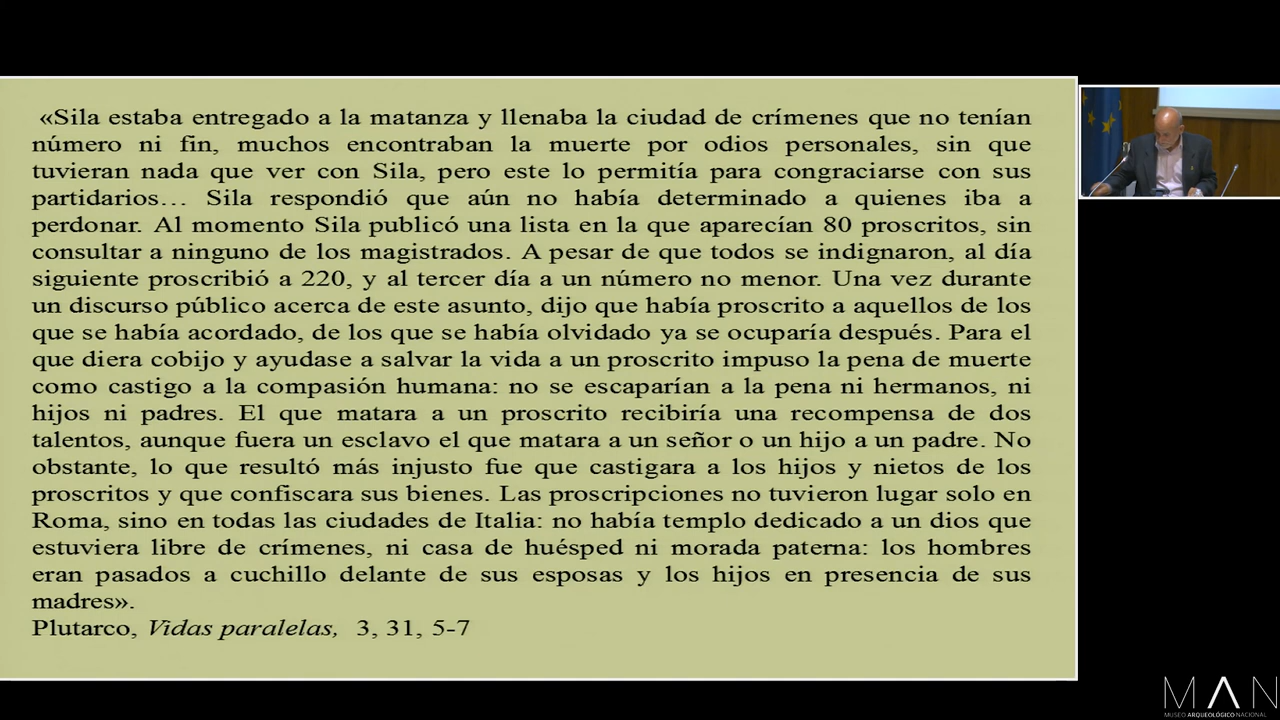 «Sila estaba entregado a la matanza y llenaba la ciudad de crímenes que no tenían
número ni fin, muchos encontraban la muerte por odios personales, sin que
tuvieran nada que ver con Sila, pero este lo permitía para congraciarse con sus
partidarios… Sila respondió que aún no había determinado a quienes iba a
perdonar. Al momento Sila publicó una lista en la que aparecían 80 proscritos, sin
consultar a ninguno de los magistrados. A pesar de que todos se indignaron, al día
siguiente proscribió a 220, y al tercer día a un número no menor. Una vez durante
un discurso público acerca de este asunto, dijo que había proscrito a aquellos de los
que se había acordado, de los que se había olvidado ya se ocuparía después. Para el
que diera cobijo y ayudase a salvar la vida a un proscrito impuso la pena de muerte
como castigo a la compasión humana: no se escaparían a la pena ni hermanos, ni
hijos ni padres. El que matara a un proscrito recibiría una recompensa de dos
talentos, aunque fuera un esclavo el que matara a un señor o un hijo a un padre. No
obstante, lo que resultó más injusto fue que castigara a los hijos y nietos de los
proscritos y que confiscara sus bienes. Las proscripciones no tuvieron lugar solo en
Roma, sino en todas las ciudades de Italia: no había templo dedicado a un dios que
estuviera libre de crímenes, ni casa de huésped ni morada paterna: los hombres
eran pasados a cuchillo delante de sus esposas y los hijos en presencia de sus
madres».
Plutarco, Vidas paralelas, 3, 31, 5-7
MAN
MUSEO ARQUEOLÓGICO NACIONAL